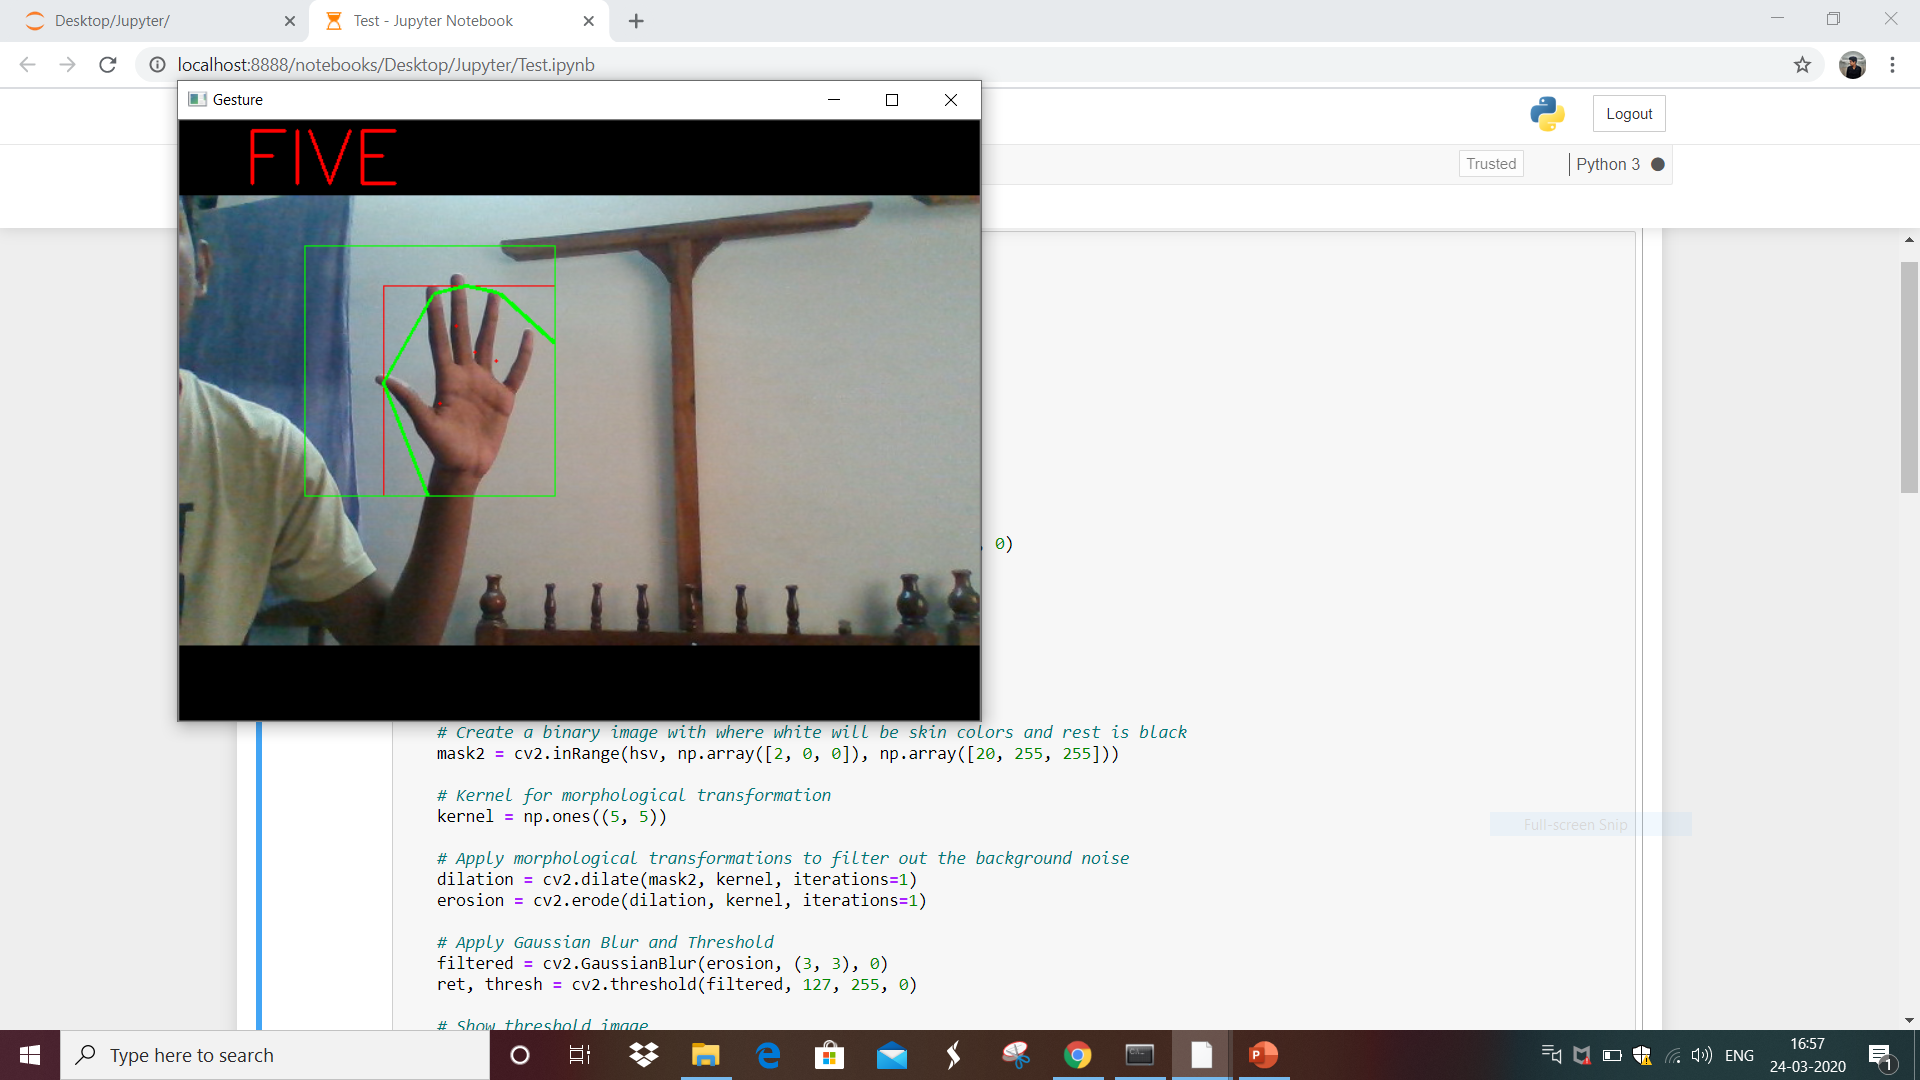 Desktop/Jupyter/
Test - Jupyter Notebook
localhost:8888/notebooks/Desktop/Jupyter/Test.ipynb
Gesture
FIVE
Logout
Trusted
Python 3
, 0)
# Create a binary image with where white will be skin colors and rest is black
mask2 = cv2.inRange(hsv, np.array([2, 0, 0]), np.array([20, 255, 255]))
# Kernel for morphological transformation
kernel = np.ones((5, 5))
Full-screen Snip
# Apply morphological transformations to filter out the background noise
dilation = cv2.dilate(mask2, kernel, iterations=1)
erosion = cv2.erode(dilation, kernel, iterations=1)
# Apply Gaussian Blur and Threshold
filtered = cv2.GaussianBlur(erosion, (3, 3), 0)
ret, thresh = cv2.threshold(filtered, 127, 255, 0)
# Show threshold image
Type here to search
ENG
16:57
24-03-2020
1